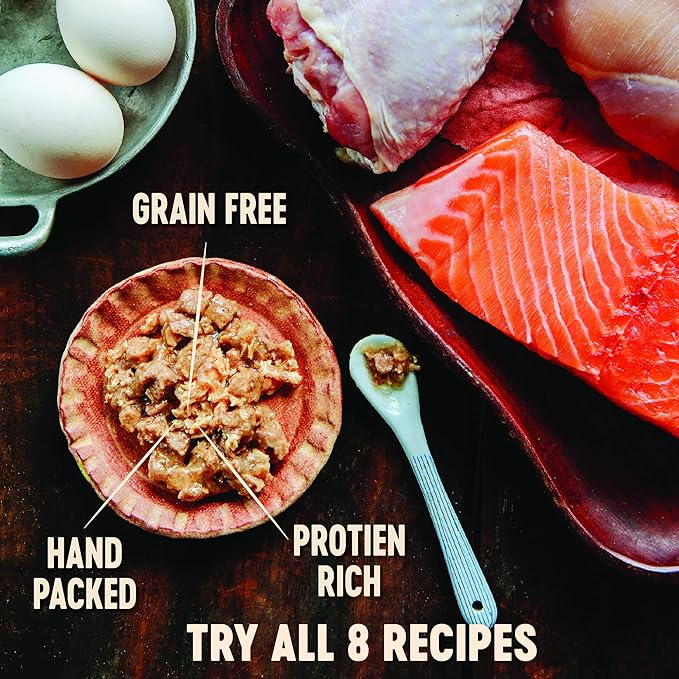 GRAIN FREE
HAND
PACKED
PROTIEN
RICH
TRY ALL 8 RECIPES